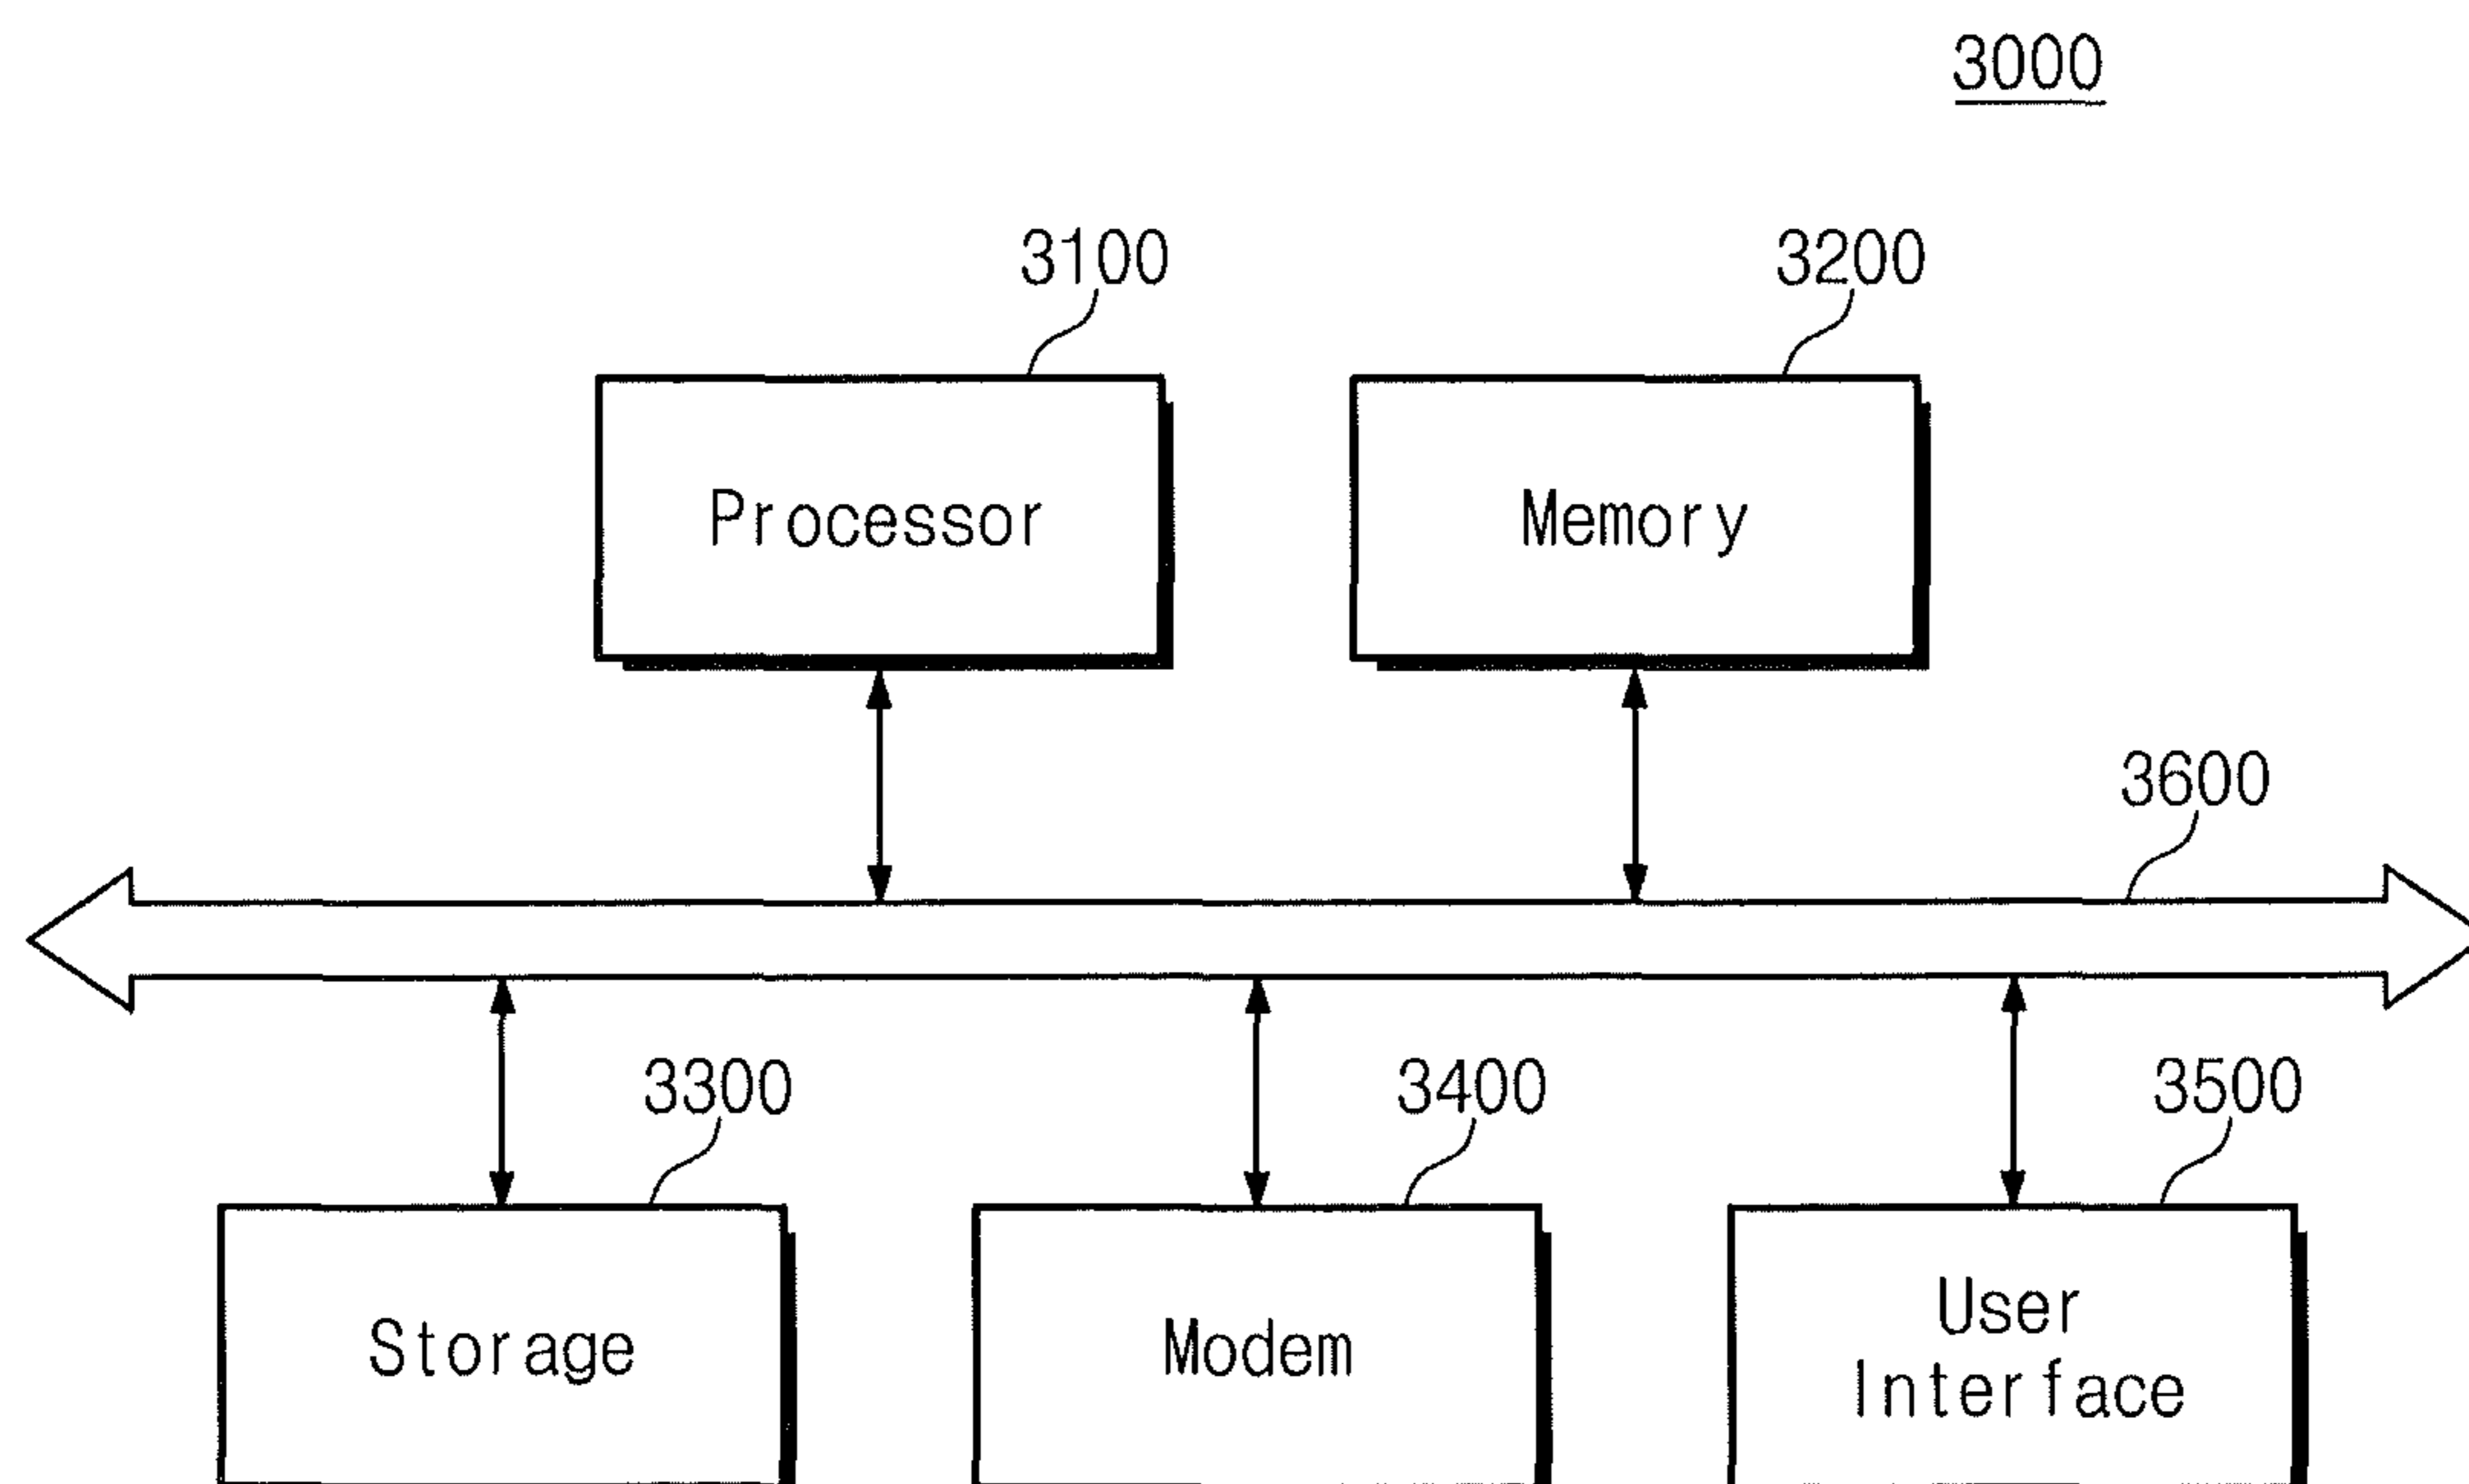 3000
3100
3200
Processor
Memory
3600
3300
3400
3500
Storage
Modem
User
Interface